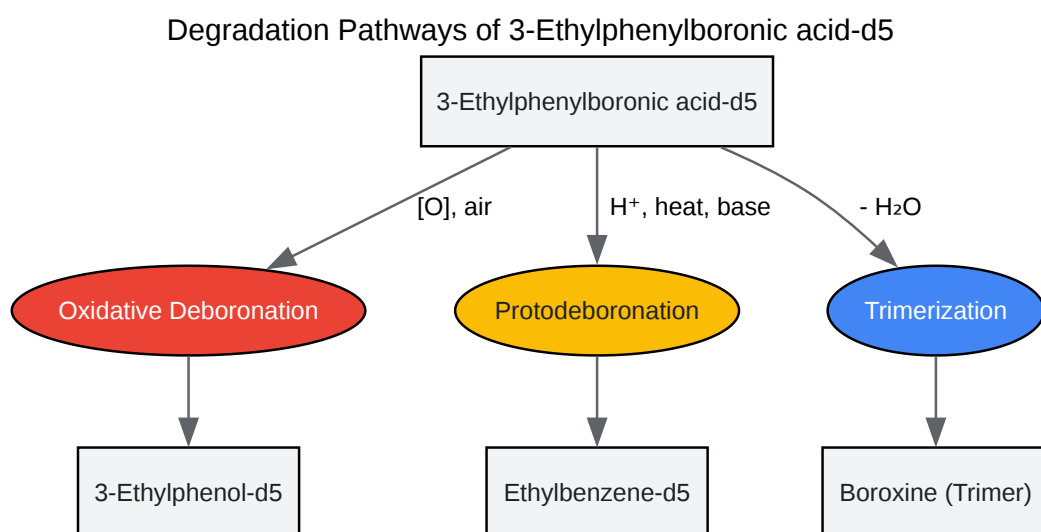 Degradation Pathways of 3-Ethylphenylboronic acid-d5
3-Ethylphenylboronic acid-d5
[O], air
H⁺, heat, base
- H₂O
Oxidative Deboronation
Protodeboronation
Trimerization
3-Ethylphenol-d5
Ethylbenzene-d5
Boroxine (Trimer)